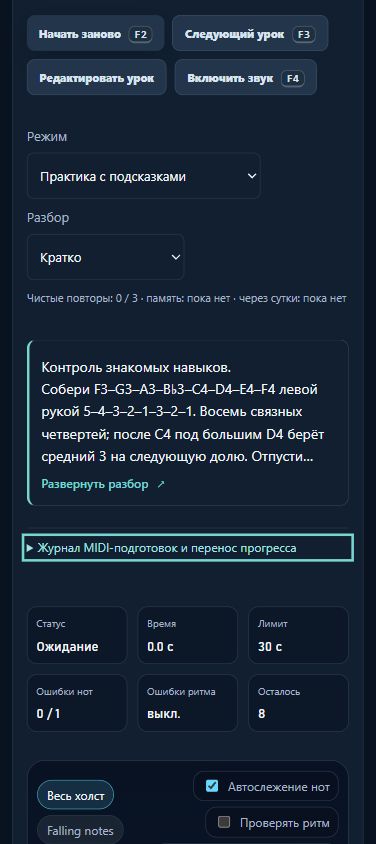 Начать заново F2 Следующий урок F3
Редактировать урок Включить звук F4
Режим
Практика с подсказками
Разбор
Кратко
Чистые повторы: 0 / 3 · память: пока нет · через сутки: пока нет
Контроль знакомых навыков.
Собери F3–G3–A3–B♭3–C4–D4–E4–F4 левой
рукой 5–4–3–2–1–3–2–1. Восемь связных
четвертей; после C4 под большим D4 берёт
средний 3 на следующую долю. Отпусти...
Развернуть разбор ↗
▶ Журнал MIDI-подготовок и перенос прогресса
Статус Время Лимит
Ожидание 0.0 с 30 с
Ошибки нот Ошибки ритма Осталось
0 / 1 выкл. 8
Весь холст Автослежение нот
Falling notes Проверять ритм